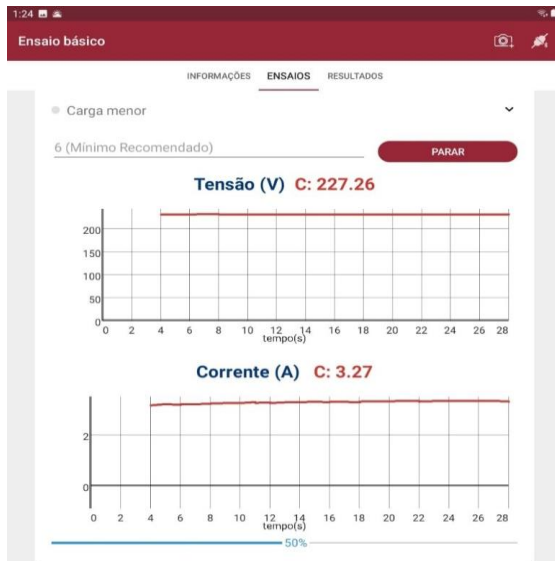 1:24
Ensaio básico
INFORMAÇÕES ENSAIOS RESULTADOS
Carga menor
6 (Mínimo Recomendado)
PARAR
Tensão (V) C: 227.26
200
150
100
50
0
0 2 4 6 8 10 12 14 16 18 20 22 24 26 28
tempo(s)
Corrente (A) C: 3.27
2
0
0 2 4 6 8 10 12 14 16 18 20 22 24 26 28
tempo(s)
50%